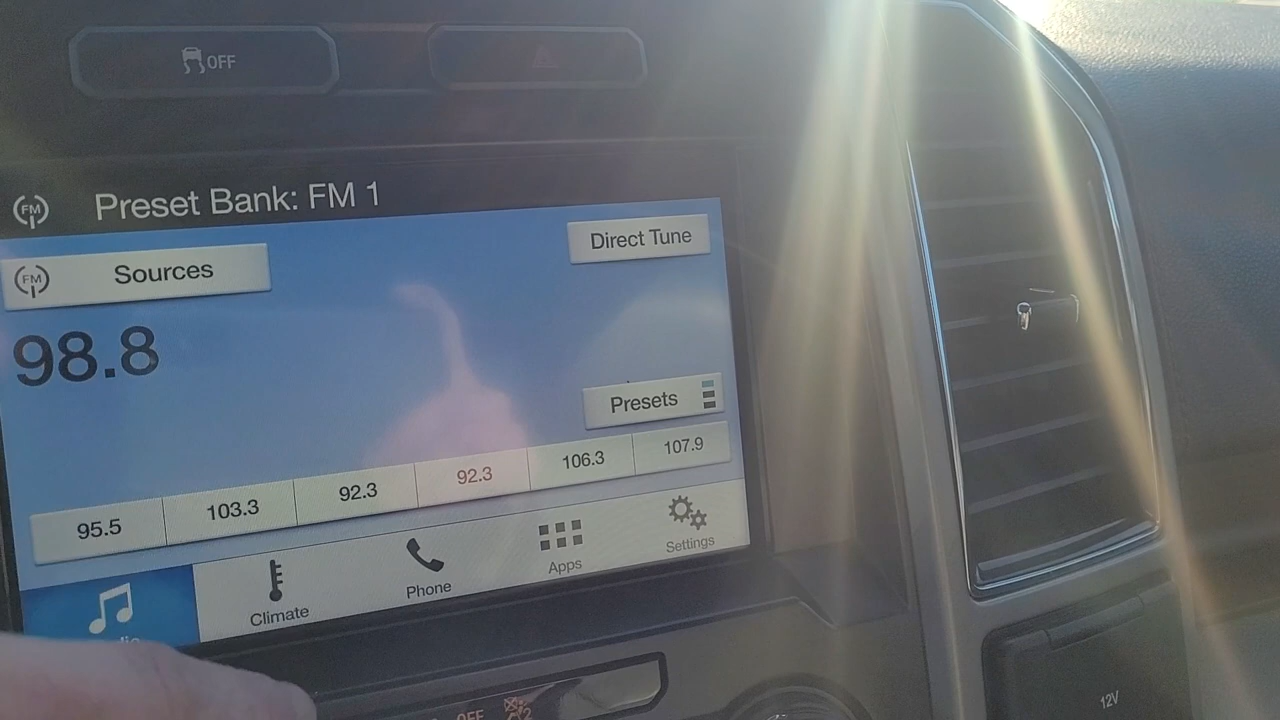 OFF
FM
Preset Bank: FM 1
Direct Tune
FM
Sources
98.8
Presets
95.5
103.3
92.3
92.3
106.3
107.9
Climate
Phone
Apps
Settings
OFF
12V